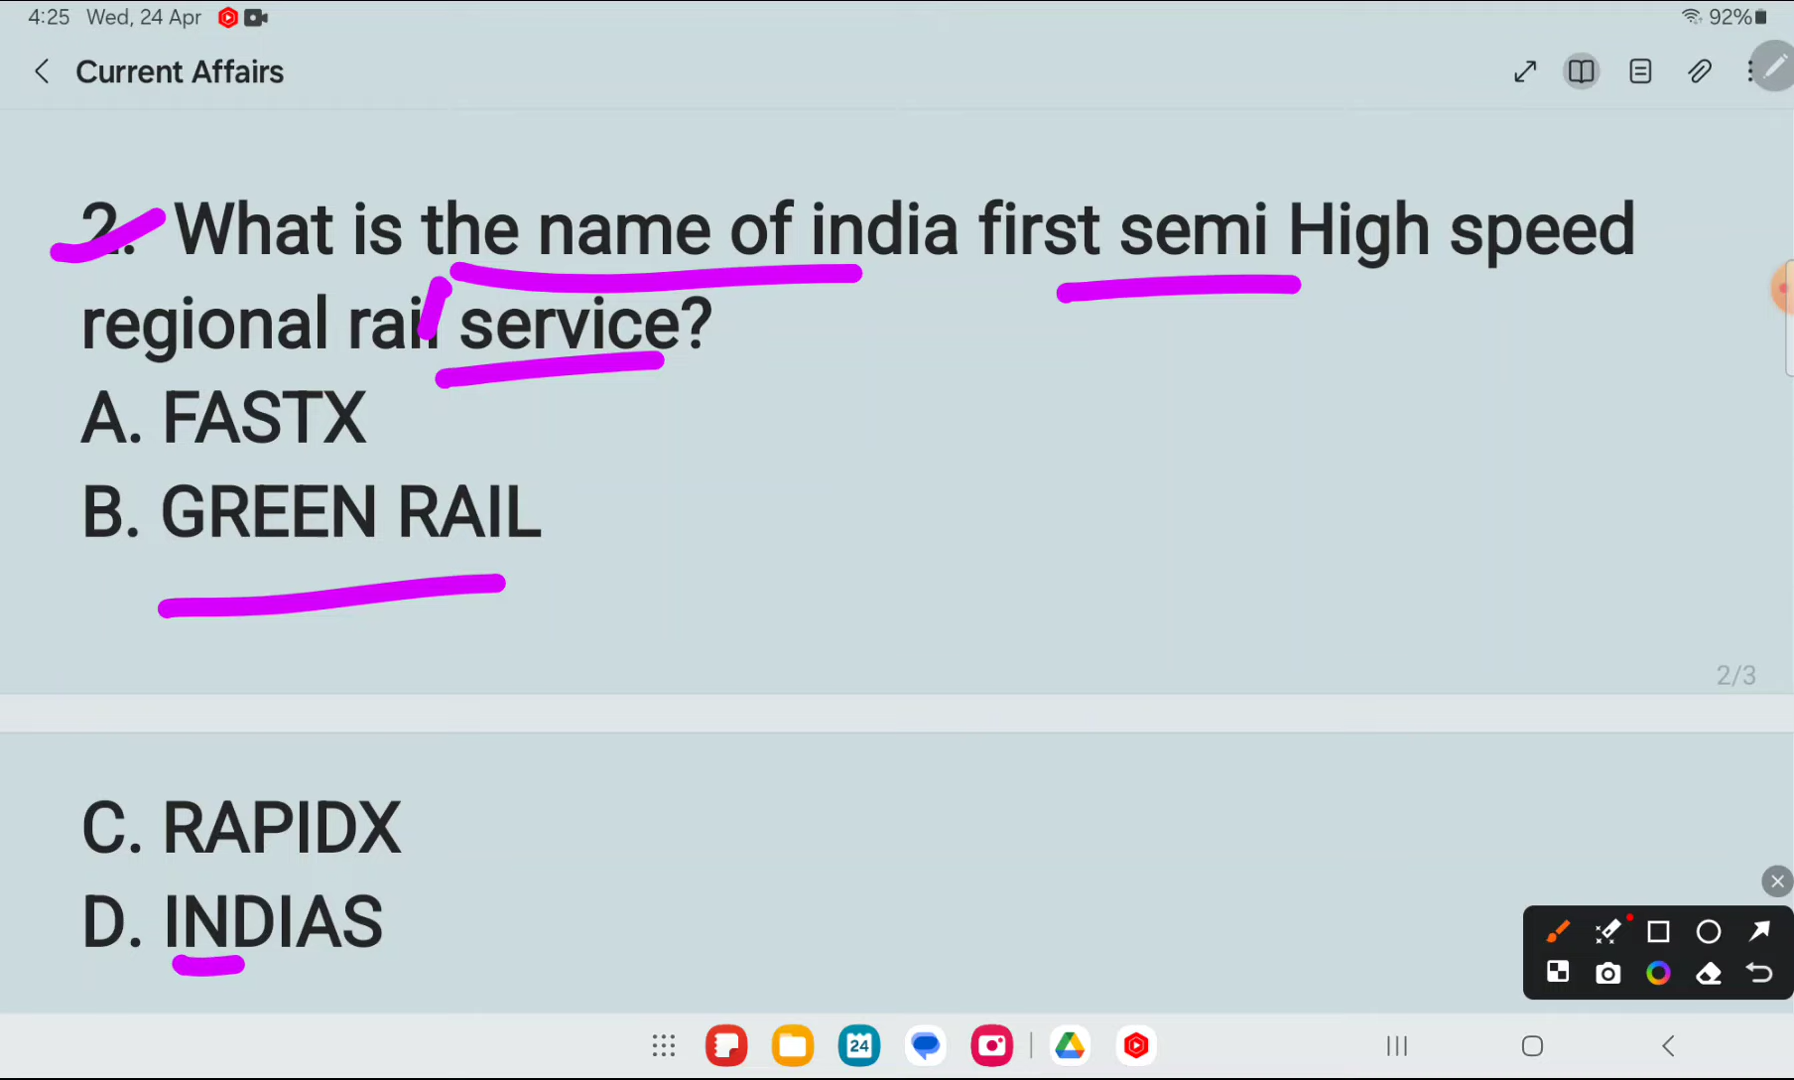 4:25 Wed, 24 Apr
92%
Current Affairs
2. What is the name of india first semi High speed
regional rail service?
A. FASTX
B. GREEN RAIL
2/3
C. RAPIDX
D. INDIAS
24